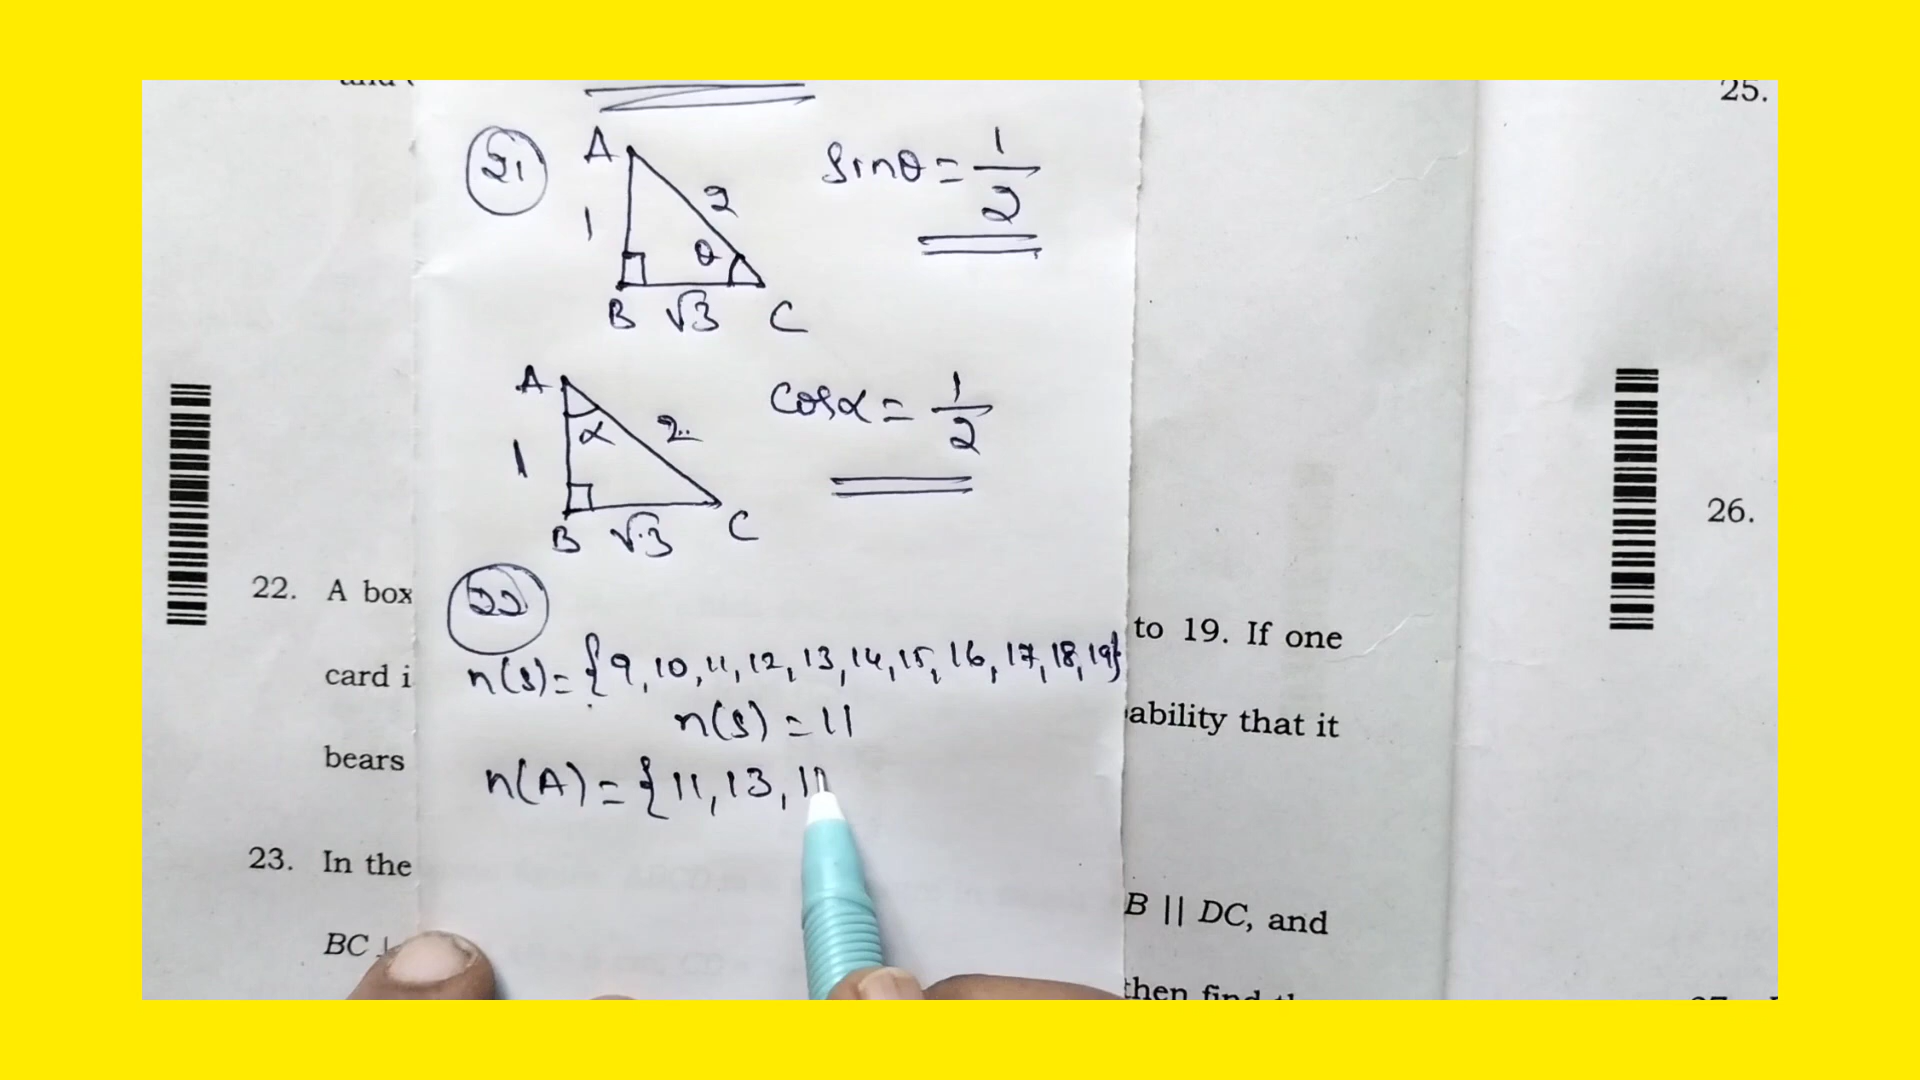 25.
21
A
sinθ = 1/2
1
2
θ
B √3 C
A
cosα = 1/2
α
2
1
B √3 C
26.
22. A box
22
to 19. If one
card i
n(s) = {9, 10, 11, 12, 13, 14, 15, 16, 17, 18, 19}
ability that it
n(s) = 11
bears
n(A) = {11, 13, 1
23. In the
B || DC, and
BC
then find